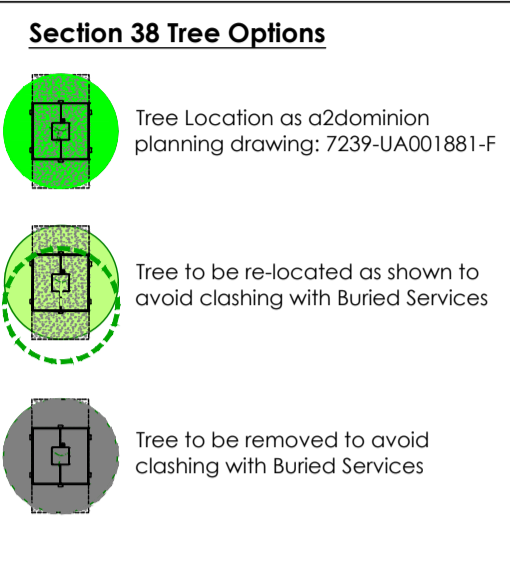 Section 38 Tree Options
Tree Location as a2dominion
planning drawing: 7239-UA001881-F
Tree to be re-located as shown to
avoid clashing with Buried Services
Tree to be removed to avoid
clashing with Buried Services